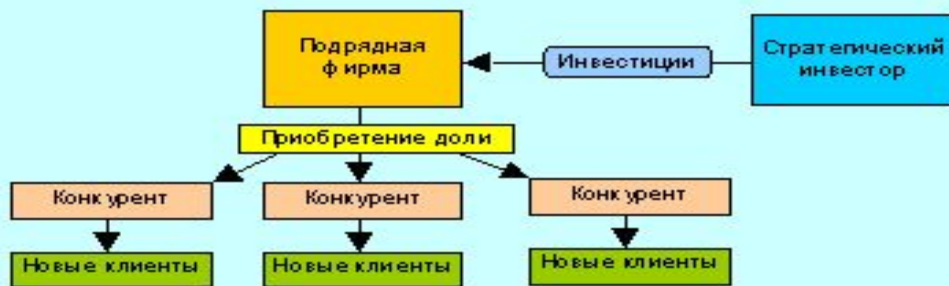 Подрядная
фирма
Инвестиции
Стратегический
инвестор
Приобретение доли
Конкурент
Конкурент
Конкурент
Новые клиенты
Новые клиенты
Новые клиенты